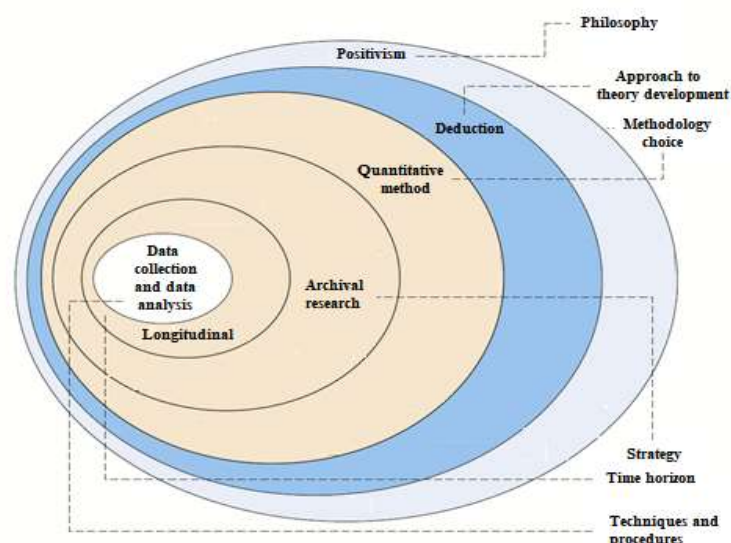 Philosophy
Positivism
Approach to
theory development
Deduction
Methodology
choice
Quantitative
method
Data
collection
and data
analysis
Archival
research
Longitudinal
Strategy
Time horizon
Techniques and
procedures